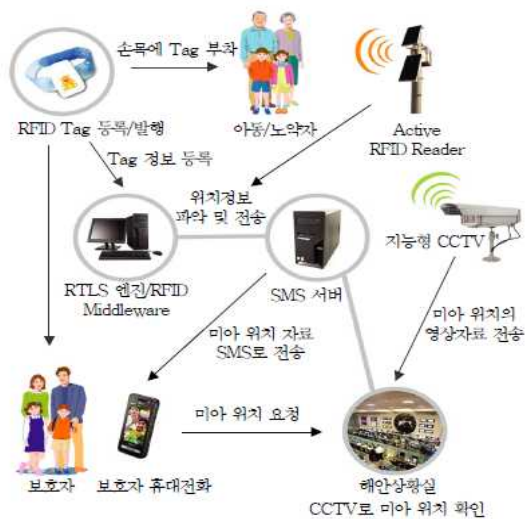 손목에 Tag 부착
RFID Tag 등록/발행
아동/노약자
Active
RFID Reader
Tag 정보 등록
위치정보
파악 및 전송
지능형 CCTV
RTLS 엔진/RFID
Middleware
SMS 서버
미아 위치 자료
SMS로 전송
미아 위치의
영상자료 전송
미아 위치 요청
보호자
보호자 휴대전화
해안상황실
CCTV로 미아 위치 확인